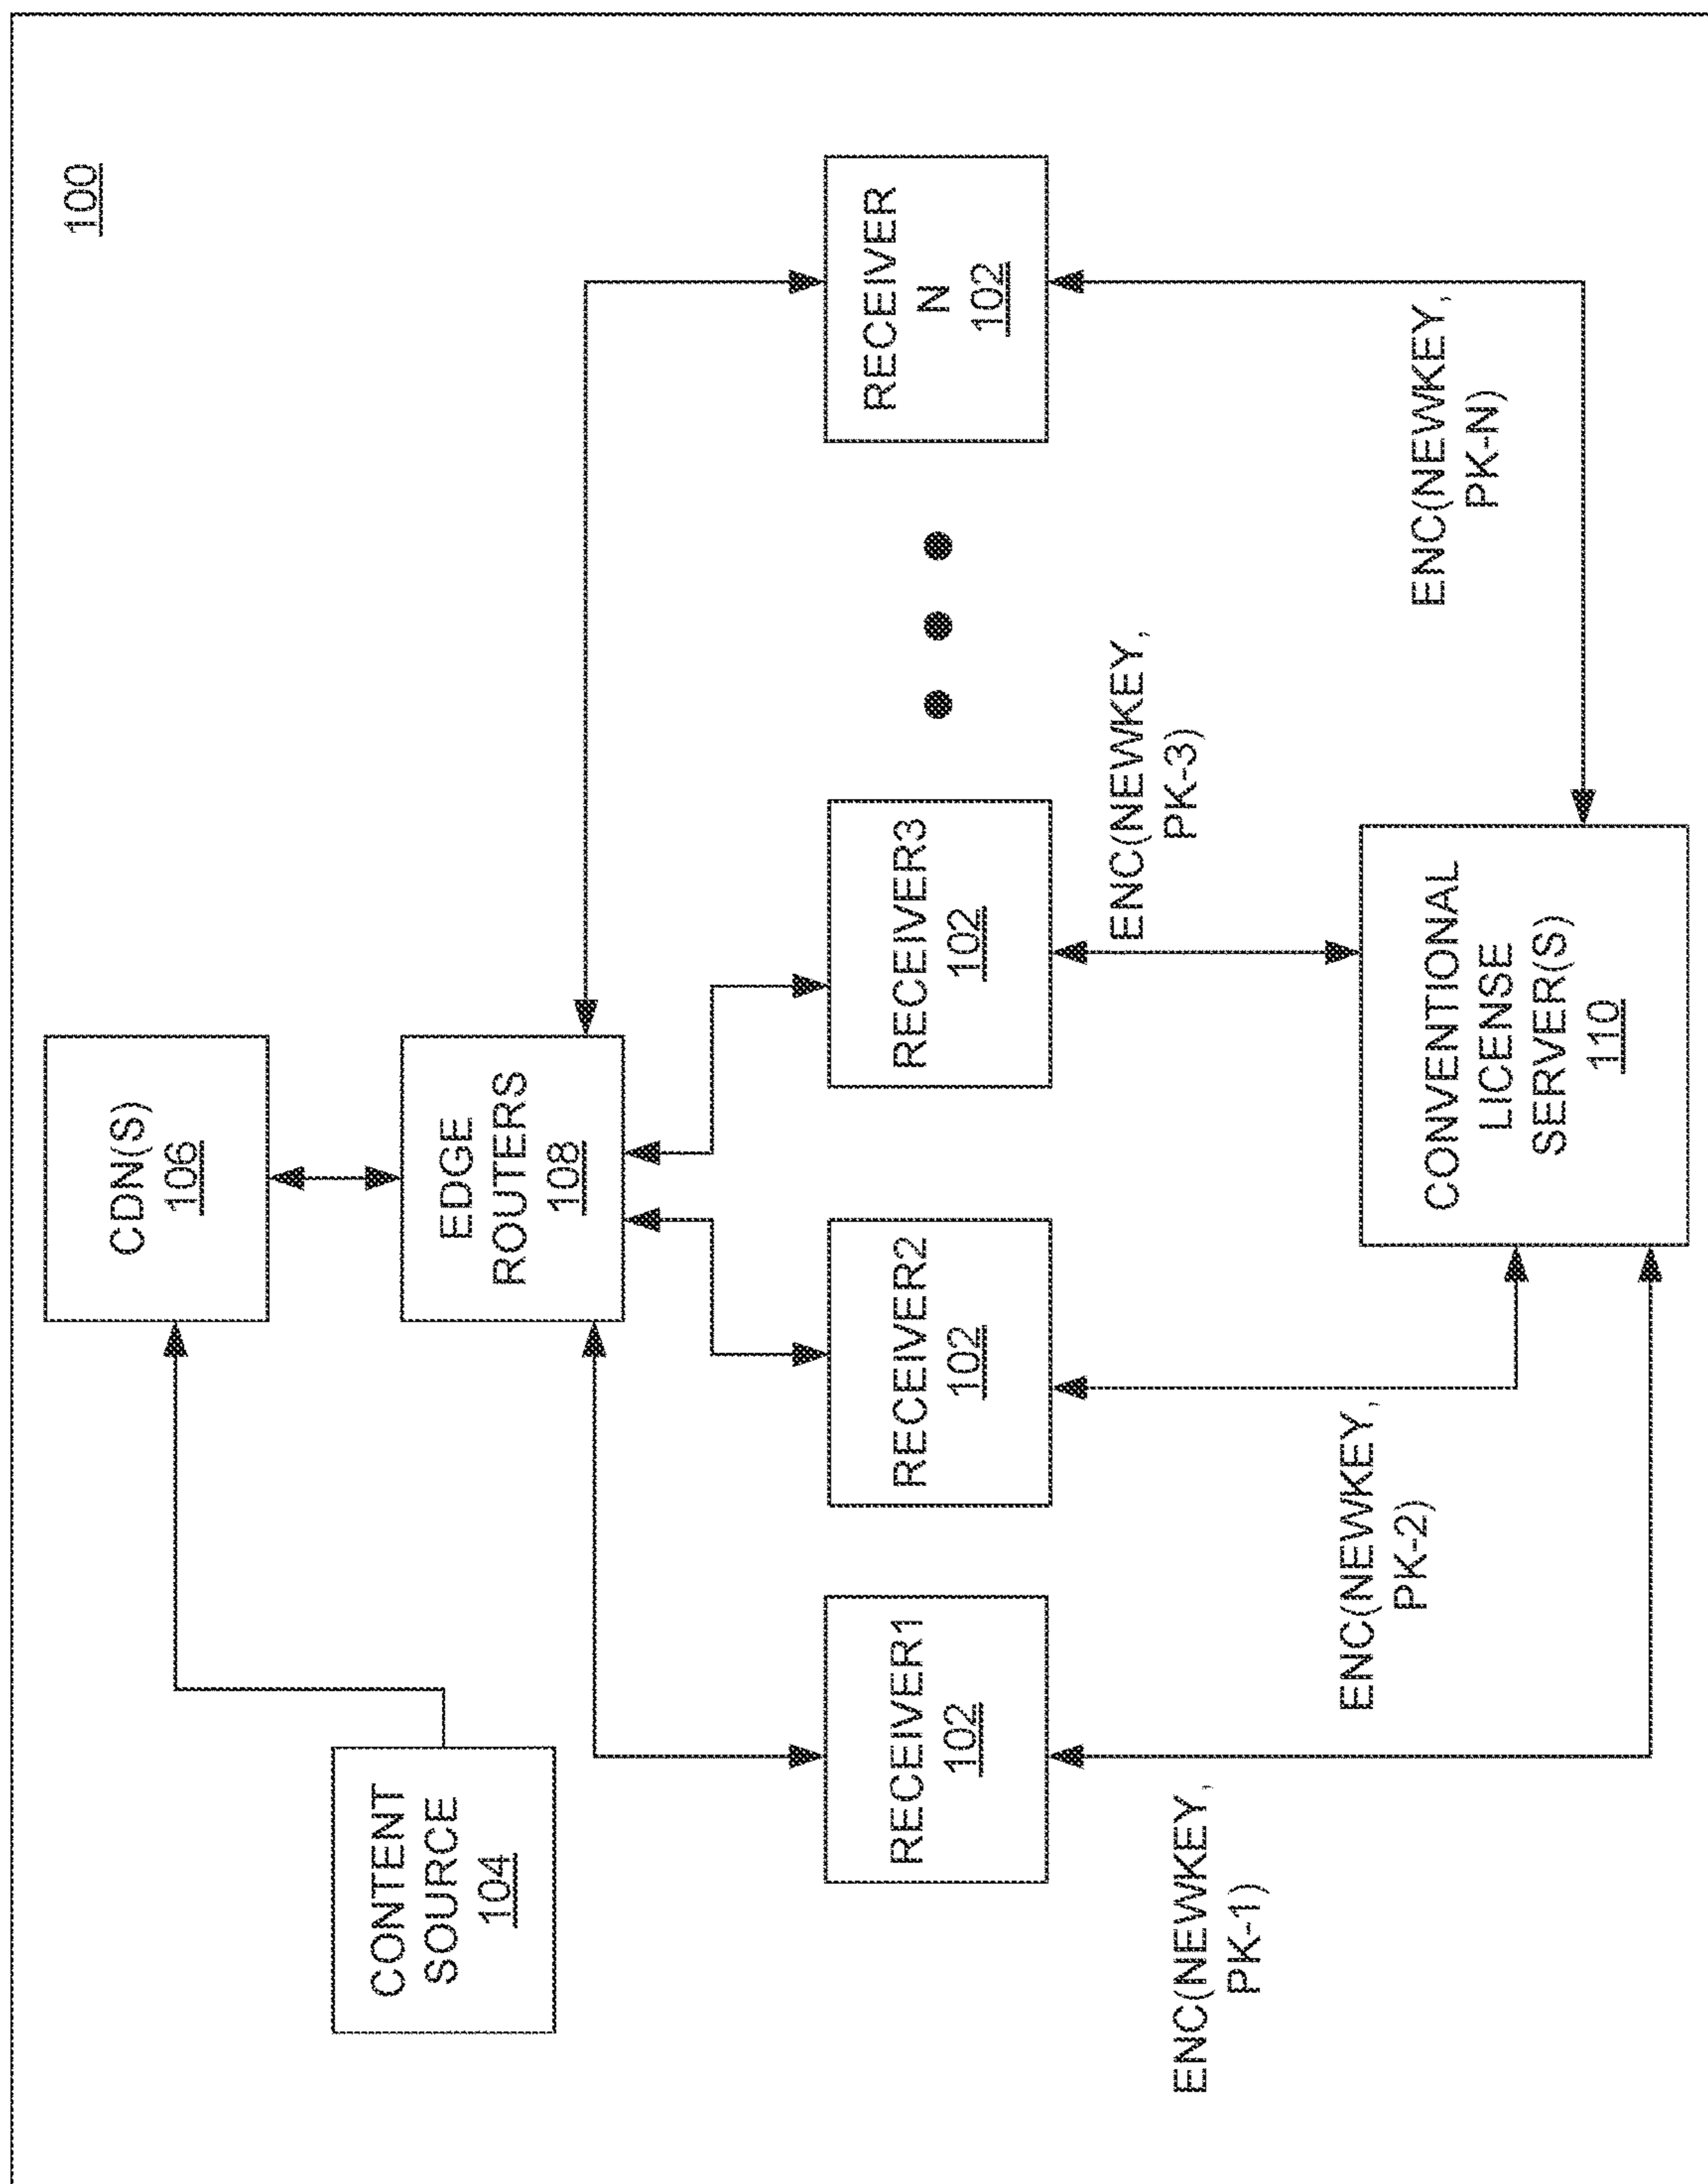 100
CONTENT
SOURCE
104
CDN(S)
106
EDGE
ROUTERS
108
RECEIVER1
102
RECEIVER2
102
RECEIVER3
102
RECEIVER
N
102
ENC(NEWKEY,
PK-1)
ENC(NEWKEY,
PK-2)
ENC(NEWKEY,
PK-3)
ENC(NEWKEY,
PK-N)
CONVENTIONAL
LICENSE
SERVER(S)
110